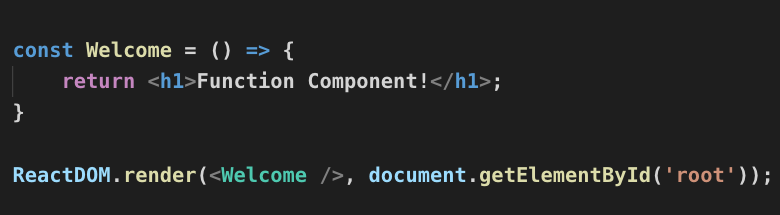 const Welcome = () => {
    return <h1>Function Component!</h1>;
}
ReactDOM.render(<Welcome />, document.getElementById('root'));